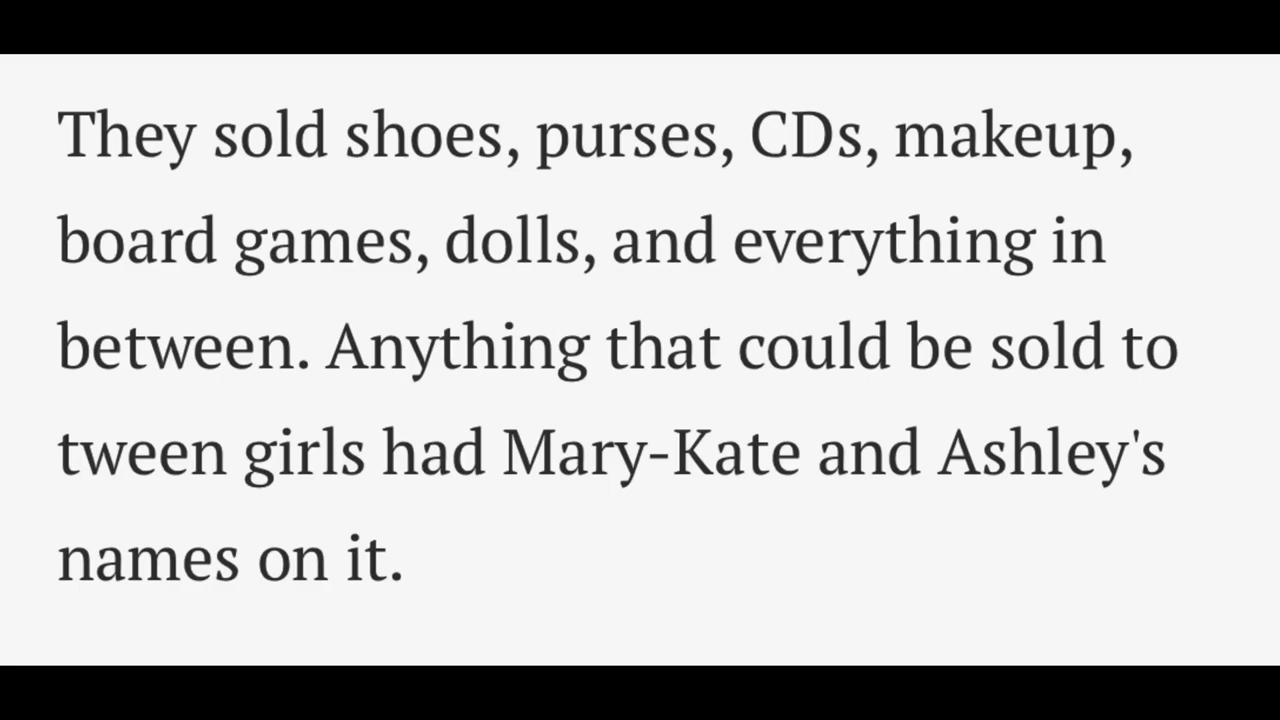 They sold shoes, purses, CDs, makeup,
board games, dolls, and everything in
between. Anything that could be sold to
tween girls had Mary-Kate and Ashley's
names on it.